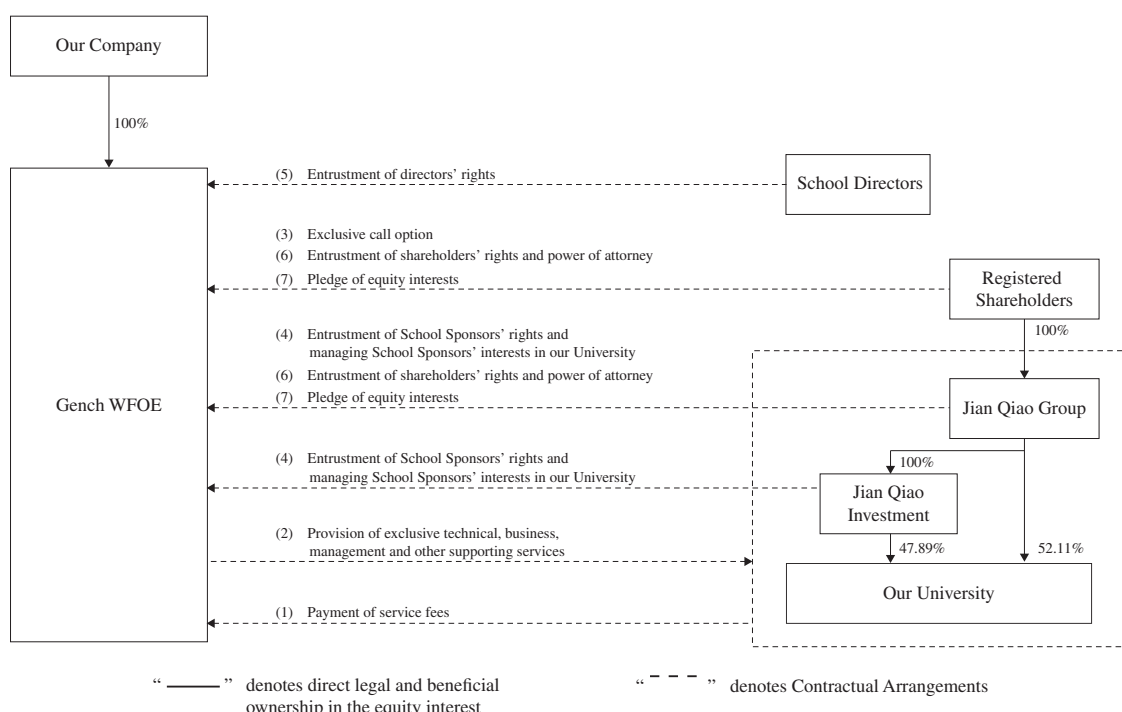 Our Company
100%
(5) Entrustment of directors’ rights
School Directors
(3) Exclusive call option
(6) Entrustment of shareholders’ rights and power of attorney
(7) Pledge of equity interests
Registered
Shareholders
100%
(4) Entrustment of School Sponsors’ rights and
managing School Sponsors’ interests in our University
(6) Entrustment of shareholders’ rights and power of attorney
(7) Pledge of equity interests
Gench WFOE
Jian Qiao Group
(4) Entrustment of School Sponsors’ rights and
managing School Sponsors’ interests in our University
100%
Jian Qiao
Investment
(2) Provision of exclusive technical, business,
management and other supporting services
47.89%
52.11%
Our University
(1) Payment of service fees
“ —— ” denotes direct legal and beneficial
ownership in the equity interest
“ – – – ” denotes Contractual Arrangements